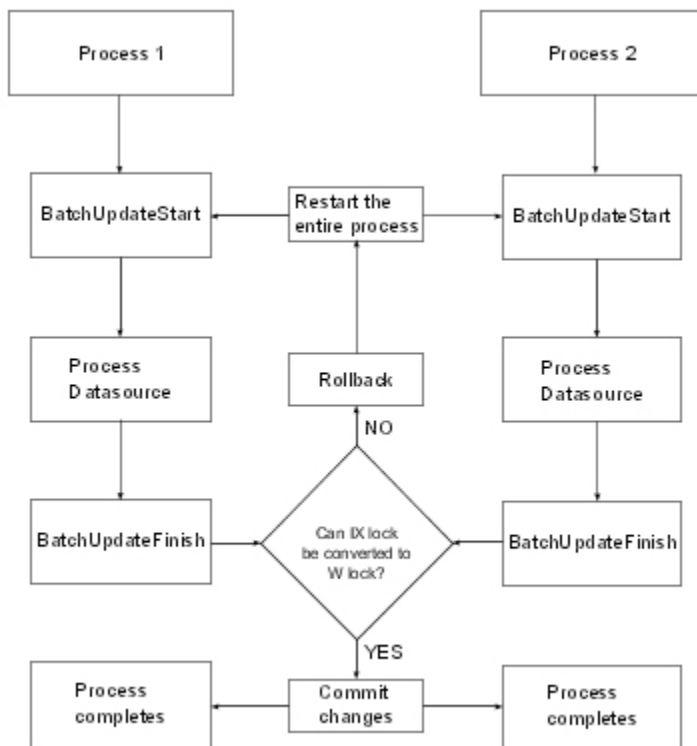 Process 1
Process 2
BatchUpdateStart
Restart the
entire process
BatchUpdateStart
Process
Datasource
Rollback
Process
Datasource
NO
BatchUpdateFinish
Can IX lock
be converted to
W lock?
BatchUpdateFinish
YES
Process
completes
Commit
changes
Process
completes